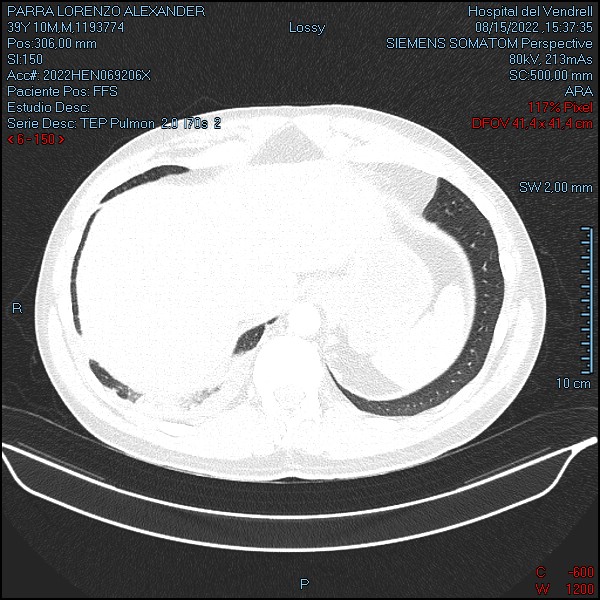 PARRA LORENZO ALEXANDER
39Y 10M,M,1193774
Pos:306.00 mm
SI:150
Acc#: 2022HEN069206X
Paciente Pos: FFS
Estudio Desc:
Serie Desc: TEP Pulmon 2.0 I70s 2
< 6 - 150 >
Lossy
Hospital del Vendrell
08/15/2022 ,15:37:35
SIEMENS SOMATOM Perspective
80kV, 213mAs
SC:500.00 mm
ARA
117% Pixel
DFOV 41.4 x 41.4 cm
SW 2.00 mm
R
10 cm
P
C -600
W 1200